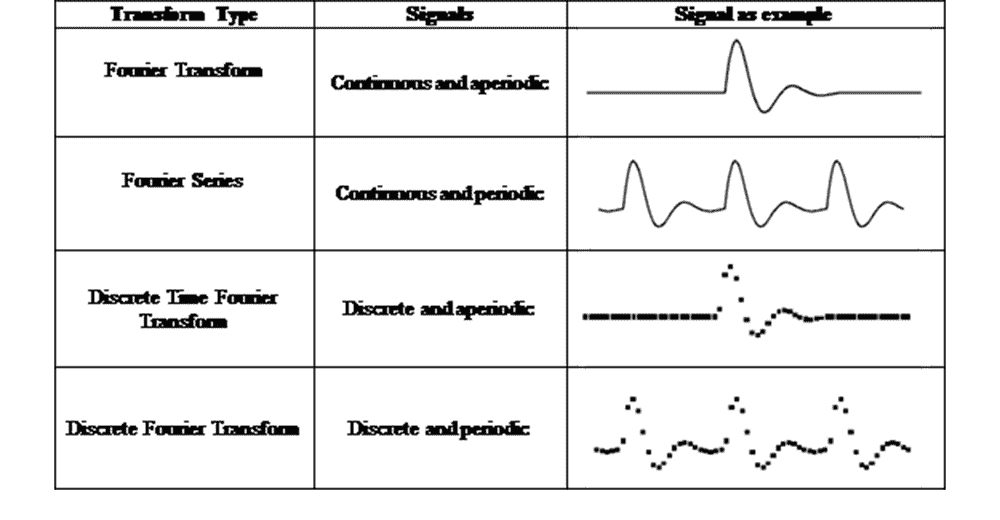 Transform Type
Signals
Signal as example
Fourier Transform
Continuous and aperiodic
Fourier Series
Continuous and periodic
Discrete Time Fourier
Transform
Discrete and aperiodic
Discrete Fourier Transform
Discrete and periodic